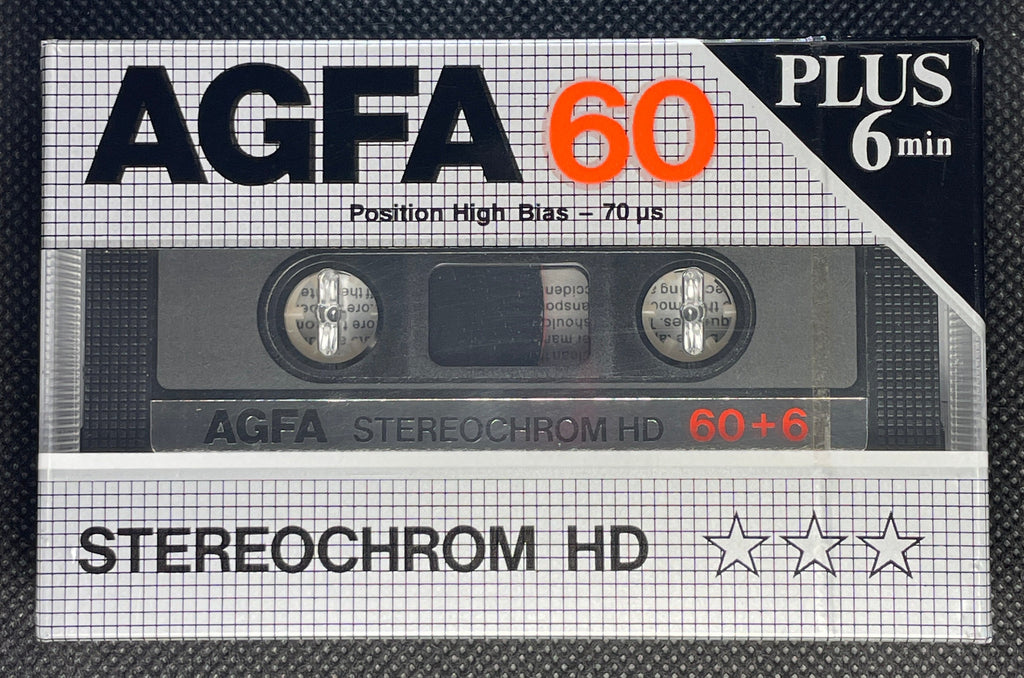 AGFA 60
PLUS
6 min
Position High Bias – 70 µs
AGFA STEREOCHROM HD 60+6
STEREOCHROM HD